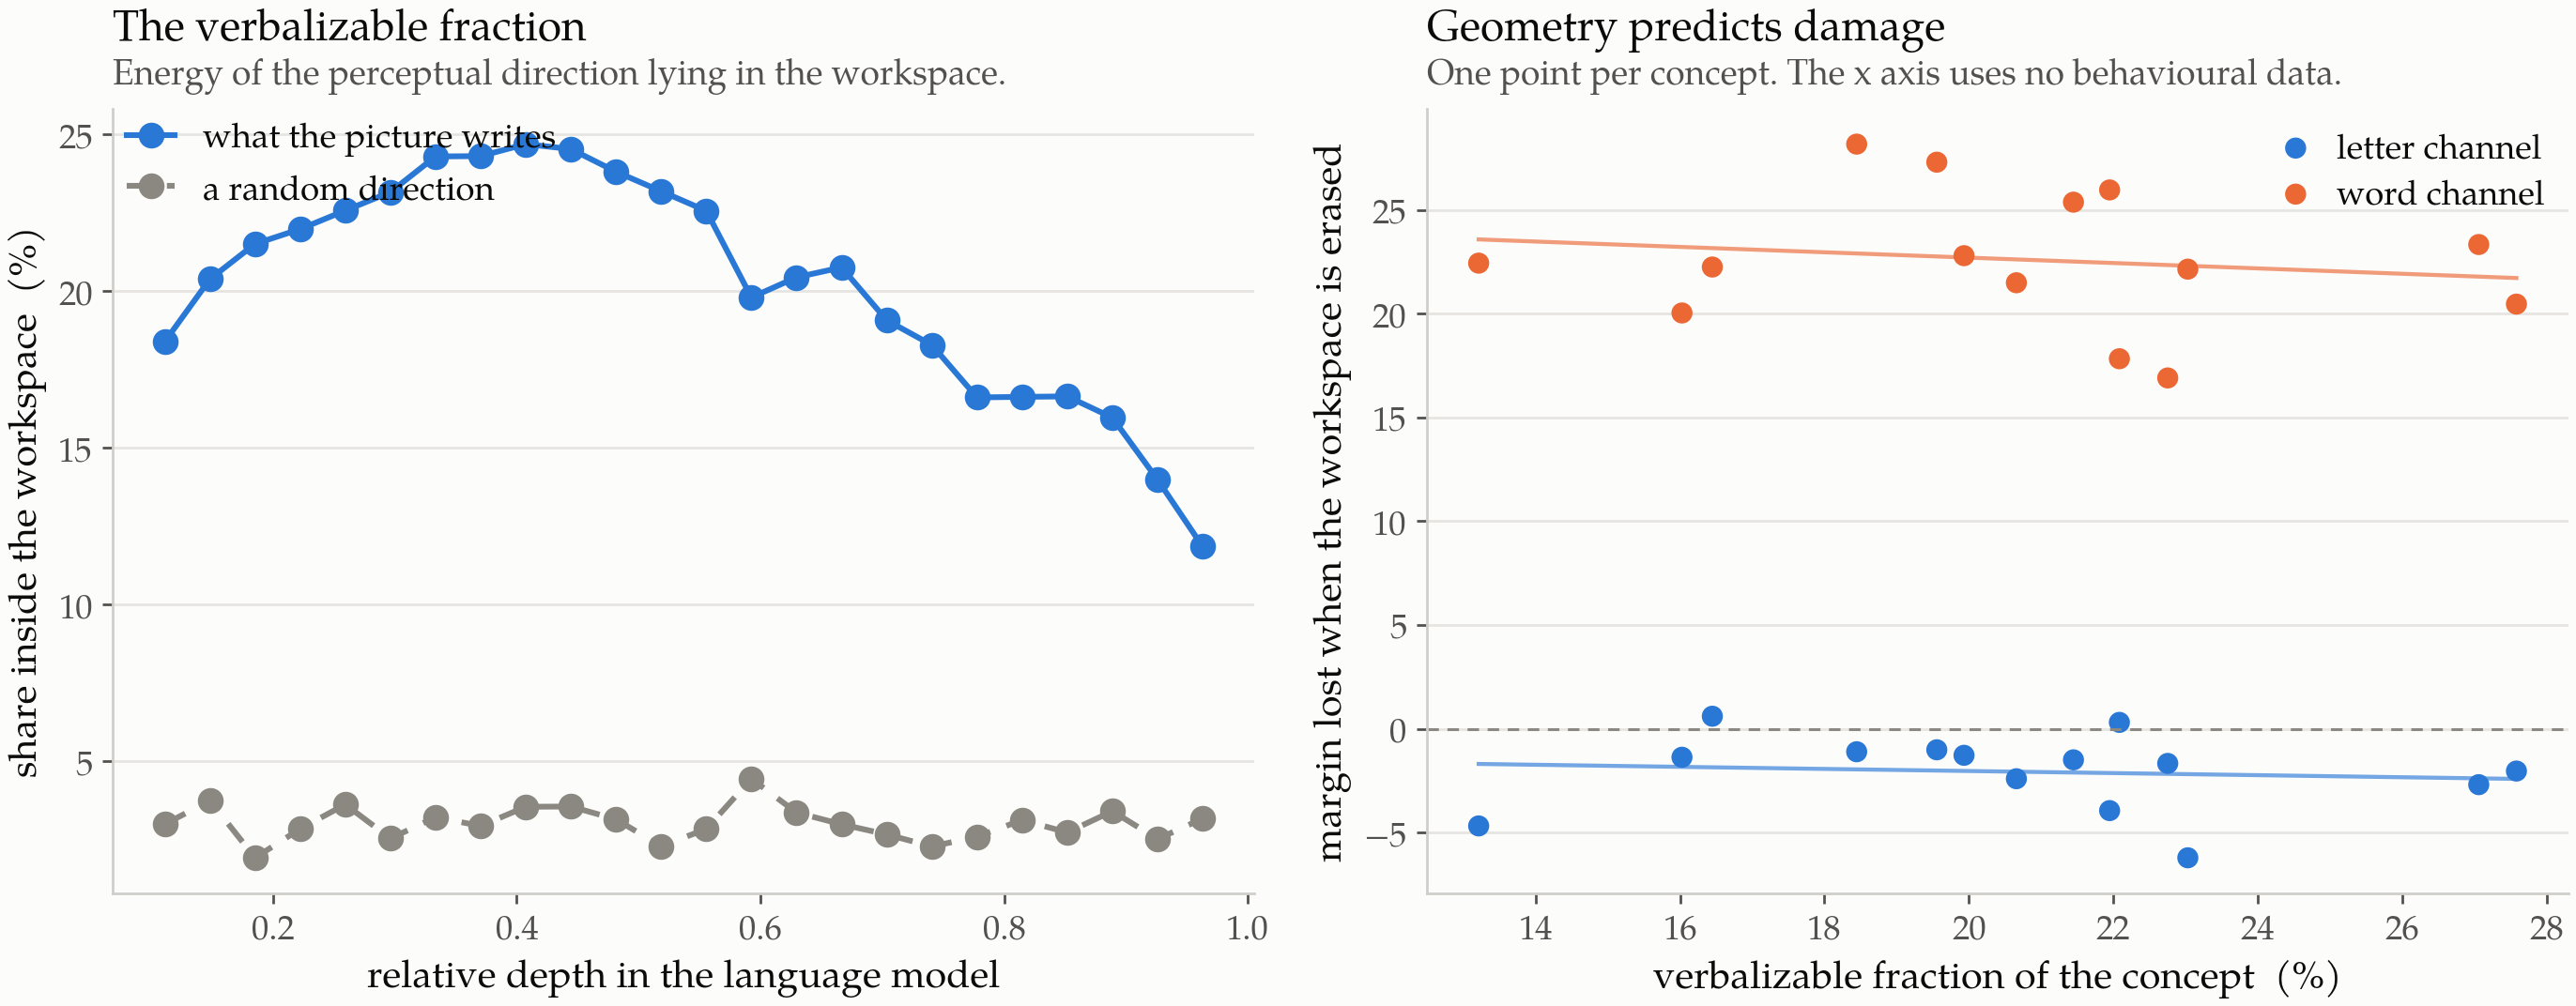 The verbalizable fraction
Energy of the perceptual direction lying in the workspace.
what the picture writes
a random direction
share inside the workspace (%)
25
20
15
10
5
0.2
0.4
0.6
0.8
1.0
relative depth in the language model
Geometry predicts damage
One point per concept. The x axis uses no behavioural data.
letter channel
word channel
margin lost when the workspace is erased
25
20
15
10
5
0
−5
14
16
18
20
22
24
26
28
verbalizable fraction of the concept (%)